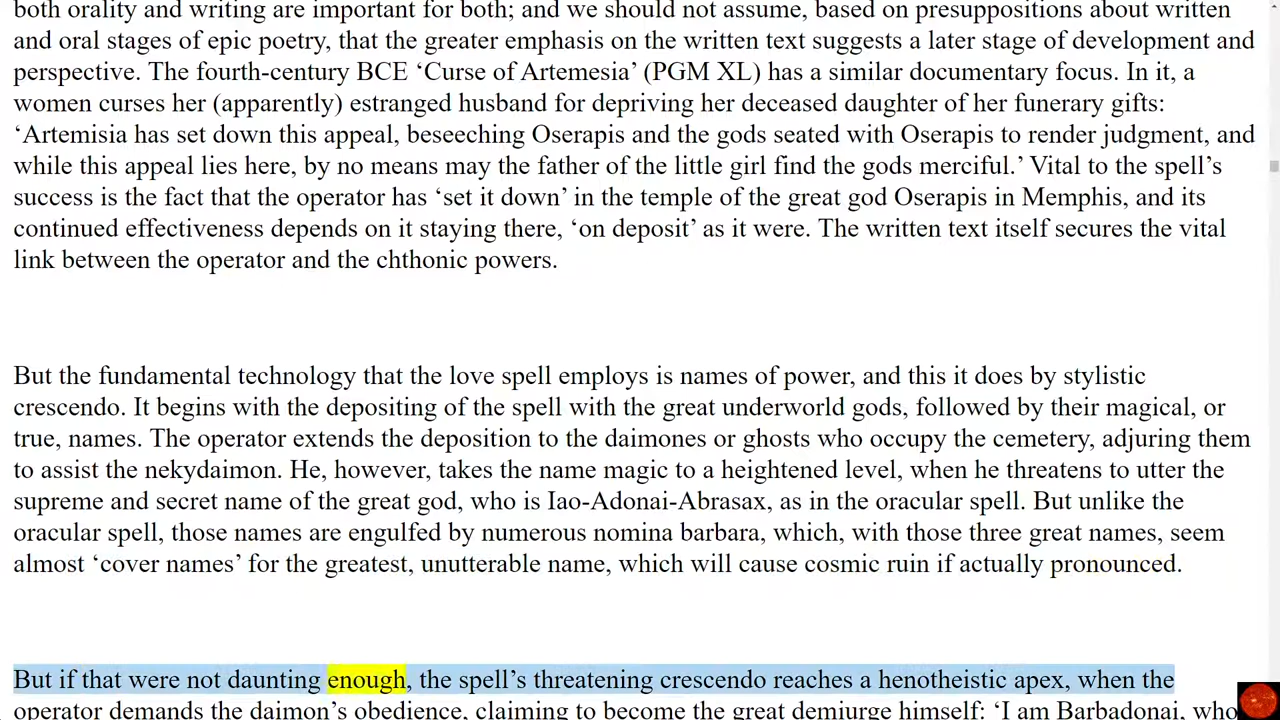 both orality and writing are important for both; and we should not assume, based on presuppositions about written
and oral stages of epic poetry, that the greater emphasis on the written text suggests a later stage of development and
perspective. The fourth-century BCE ‘Curse of Artemesia’ (PGM XL) has a similar documentary focus. In it, a
women curses her (apparently) estranged husband for depriving her deceased daughter of her funerary gifts:
‘Artemisia has set down this appeal, beseeching Oserapis and the gods seated with Oserapis to render judgment, and
while this appeal lies here, by no means may the father of the little girl find the gods merciful.’ Vital to the spell’s
success is the fact that the operator has ‘set it down’ in the temple of the great god Oserapis in Memphis, and its
continued effectiveness depends on it staying there, ‘on deposit’ as it were. The written text itself secures the vital
link between the operator and the chthonic powers.
But the fundamental technology that the love spell employs is names of power, and this it does by stylistic
crescendo. It begins with the depositing of the spell with the great underworld gods, followed by their magical, or
true, names. The operator extends the deposition to the daimones or ghosts who occupy the cemetery, adjuring them
to assist the nekydaimon. He, however, takes the name magic to a heightened level, when he threatens to utter the
supreme and secret name of the great god, who is Iao-Adonai-Abrasax, as in the oracular spell. But unlike the
oracular spell, those names are engulfed by numerous nomina barbara, which, with those three great names, seem
almost ‘cover names’ for the greatest, unutterable name, which will cause cosmic ruin if actually pronounced.
But if that were not daunting enough, the spell’s threatening crescendo reaches a henotheistic apex, when the
operator demands the daimon’s obedience, claiming to become the great demiurge himself: ‘I am Barbadonai, who